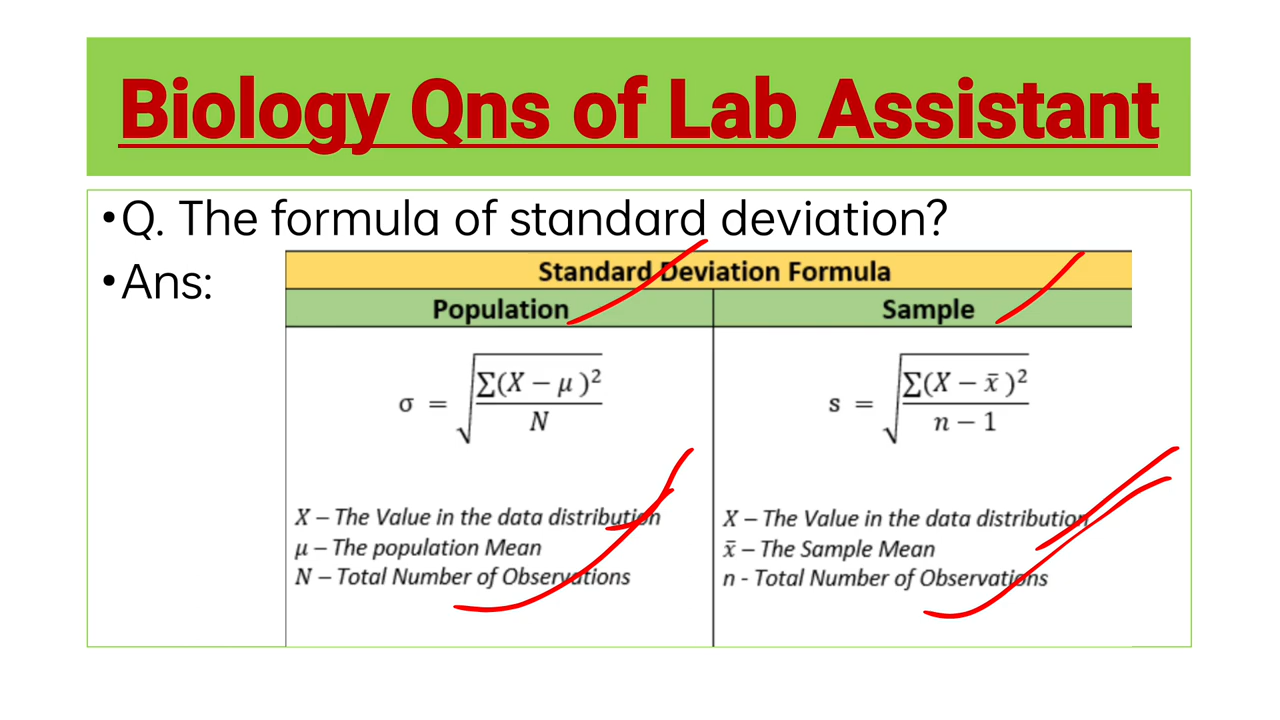 Biology Qns of Lab Assistant
•Q. The formula of standard deviation?
•Ans:
Standard Deviation Formula
Population
σ = √(∑(X − μ)² / N)
X – The Value in the data distribution
μ – The population Mean
N – Total Number of Observations
Sample
s = √(∑(X − x̄)² / n − 1)
X – The Value in the data distribution
x̄ – The Sample Mean
n - Total Number of Observations